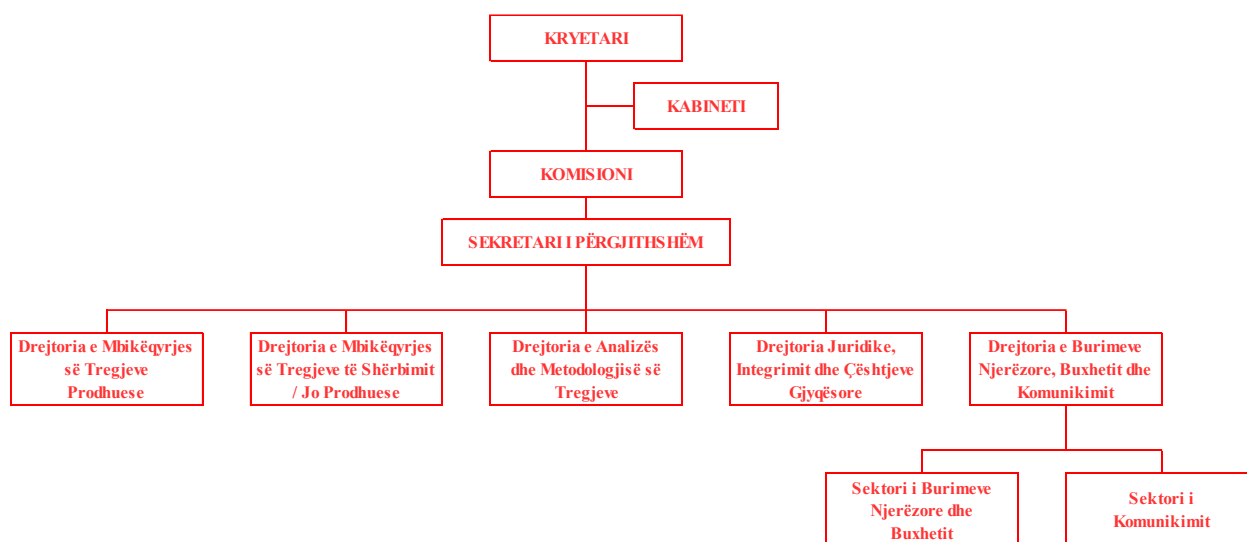 KRYETARI
KABINETI
KOMISIONI
SEKRETARI I PËRGJITHSHËM
Drejtoria e Mbikëqyrjes
së Tregjeve
Prodhuese
Drejtoria e Mbikëqyrjes
së Tregjeve të Shërbimit
/ Jo Prodhuese
Drejtoria e Analizës
dhe Metodologjisë së
Tregjeve
Drejtoria Juridike,
Integrimit dhe Çështjeve
Gjyqësore
Drejtoria e Burimeve
Njerëzore, Buxhetit dhe
Komunikimit
Sektori i Burimeve
Njerëzore dhe
Buxhetit
Sektori i
Komunikimit